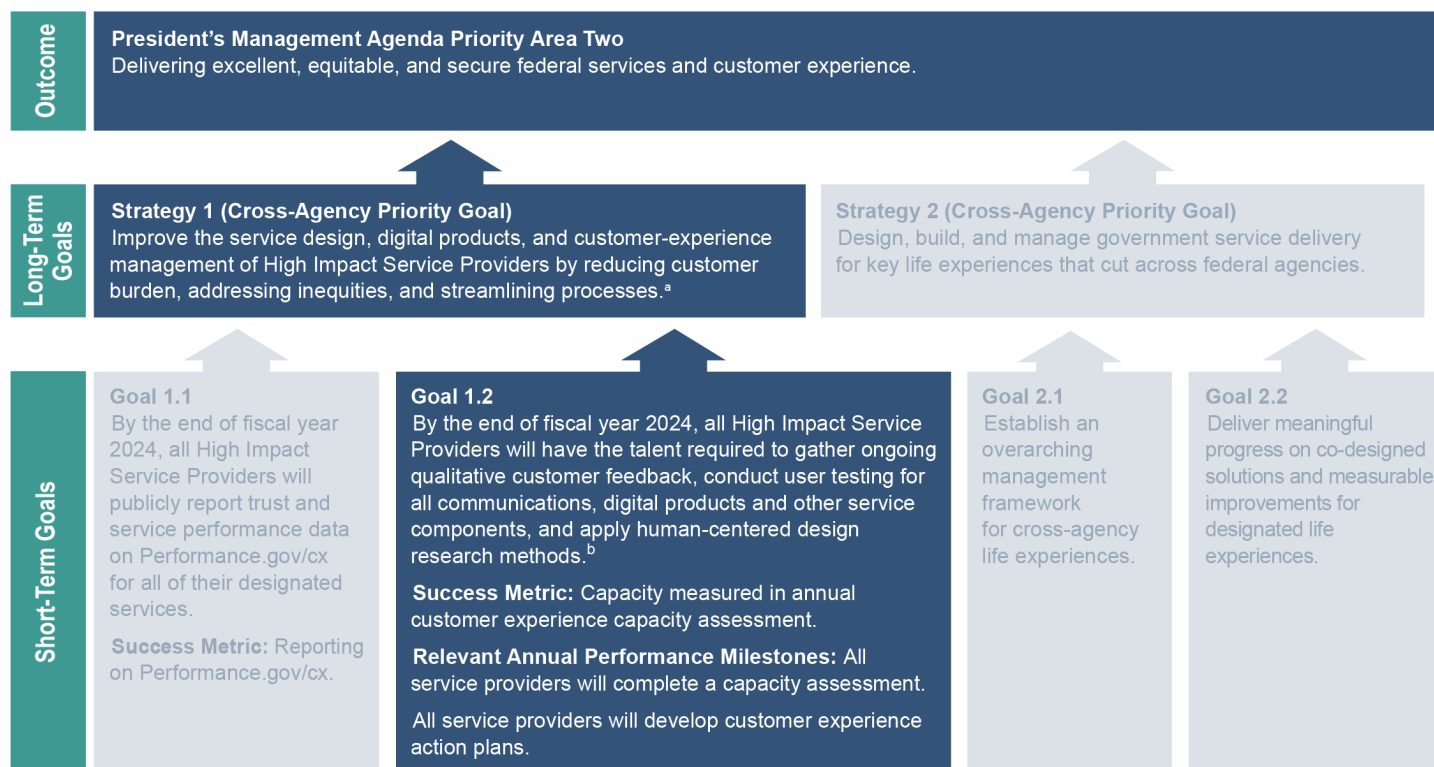 Outcome
President’s Management Agenda Priority Area Two
Delivering excellent, equitable, and secure federal services and customer experience.
Long-Term
Goals
Strategy 1 (Cross-Agency Priority Goal)
Improve the service design, digital products, and customer-experience
management of High Impact Service Providers by reducing customer
burden, addressing inequities, and streamlining processes.a
Strategy 2 (Cross-Agency Priority Goal)
Design, build, and manage government service delivery
for key life experiences that cut across federal agencies.
Short-Term Goals
Goal 1.1
By the end of fiscal year
2024, all High Impact
Service Providers will
publicly report trust and
service performance data
on Performance.gov/cx
for all of their designated
services.
Success Metric: Reporting
on Performance.gov/cx.
Goal 1.2
By the end of fiscal year 2024, all High Impact Service
Providers will have the talent required to gather ongoing
qualitative customer feedback, conduct user testing for
all communications, digital products and other service
components, and apply human-centered design
research methods.b
Success Metric: Capacity measured in annual
customer experience capacity assessment.
Relevant Annual Performance Milestones: All
service providers will complete a capacity assessment.
All service providers will develop customer experience
action plans.
Goal 2.1
Establish an
overarching
management
framework
for cross-agency
life experiences.
Goal 2.2
Deliver meaningful
progress on co-designed
solutions and measurable
improvements for
designated life
experiences.